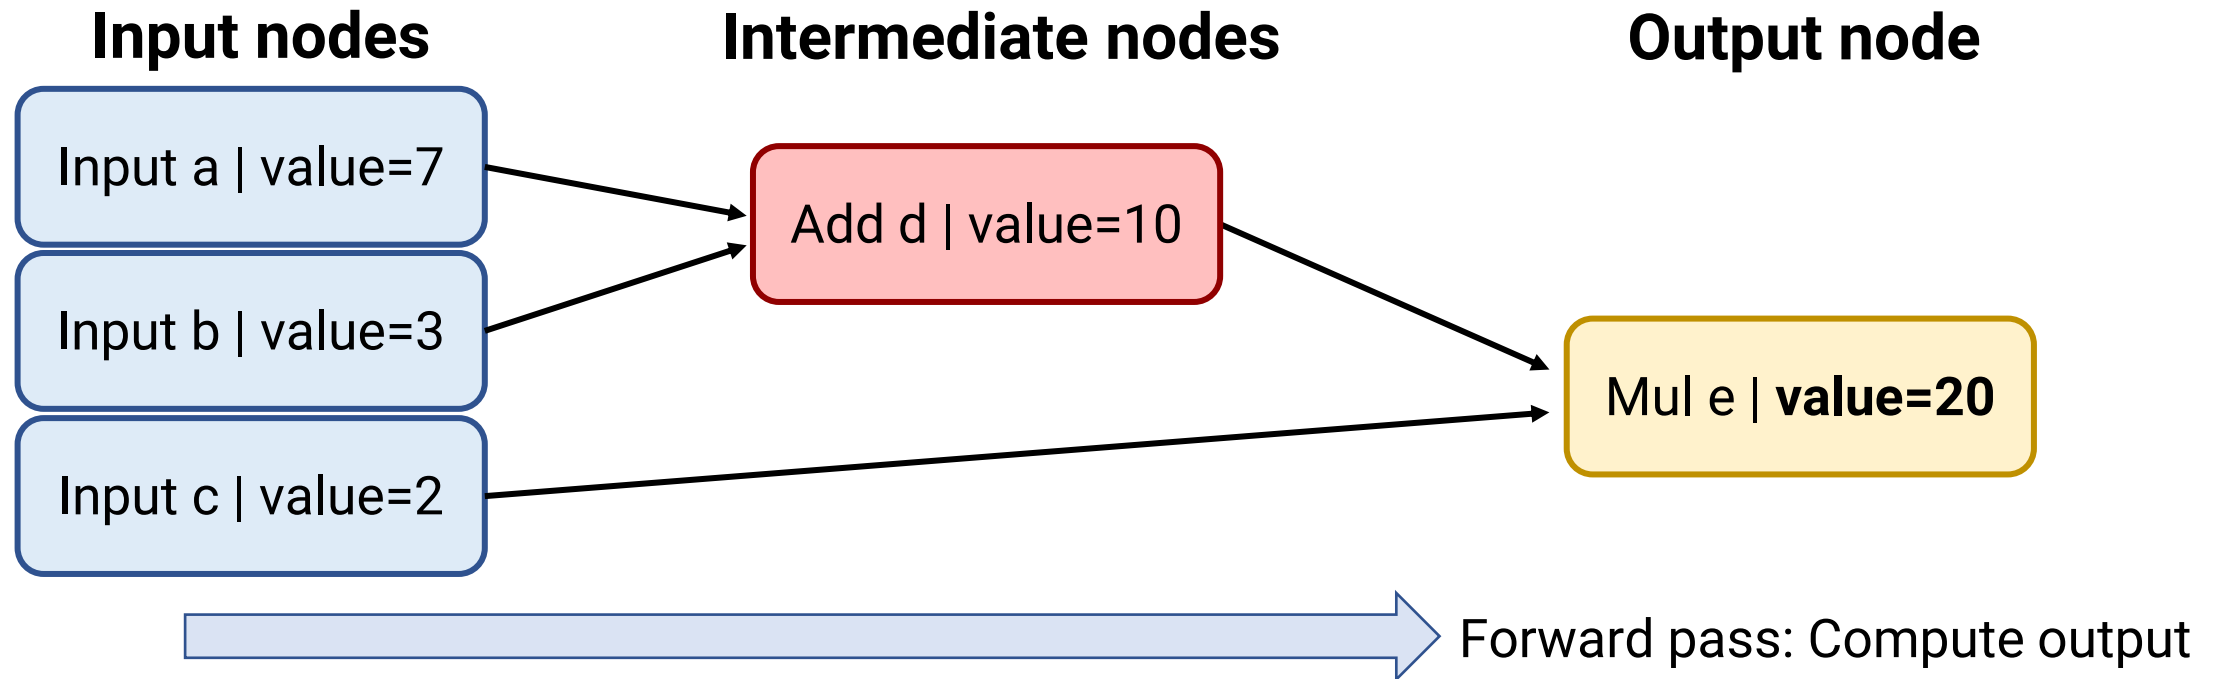 Input nodes
Intermediate nodes
Output node
Input a | value=7
Input b | value=3
Input c | value=2
Add d | value=10
Mul e | value=20
Forward pass: Compute output